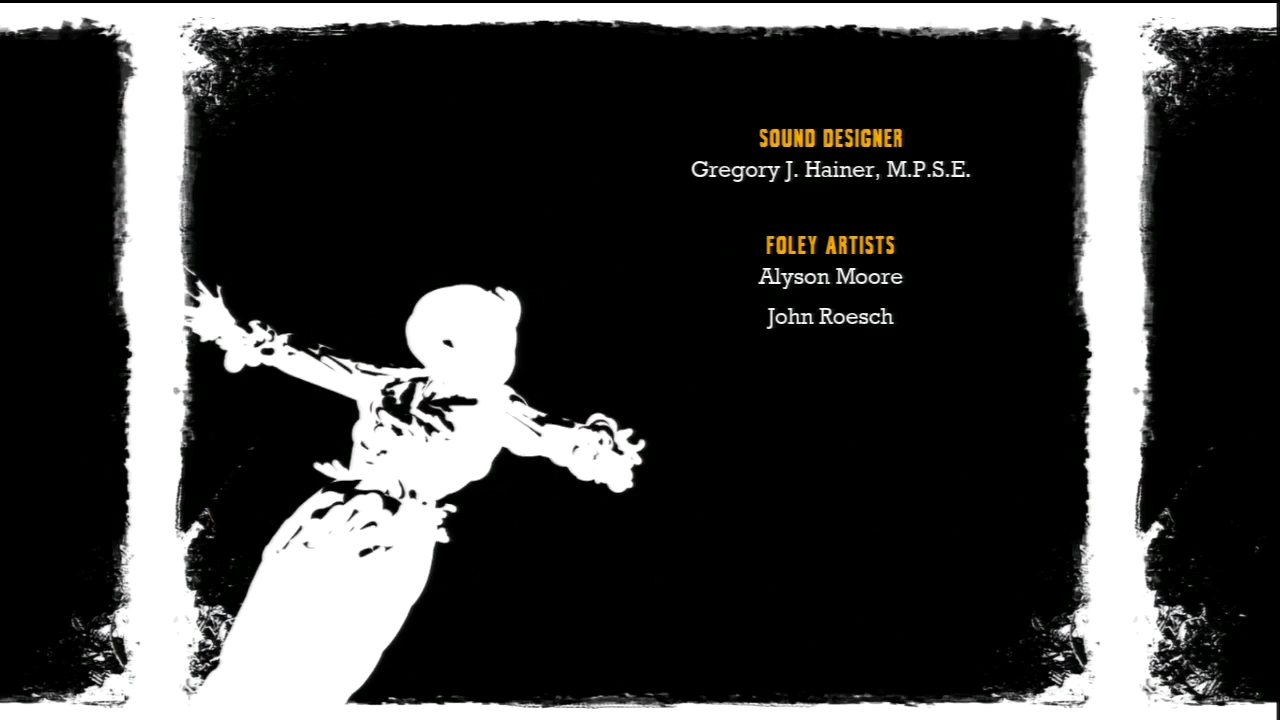 SOUND DESIGNER
Gregory J. Hainer, M.P.S.E.
FOLEY ARTISTS
Alyson Moore
John Roesch